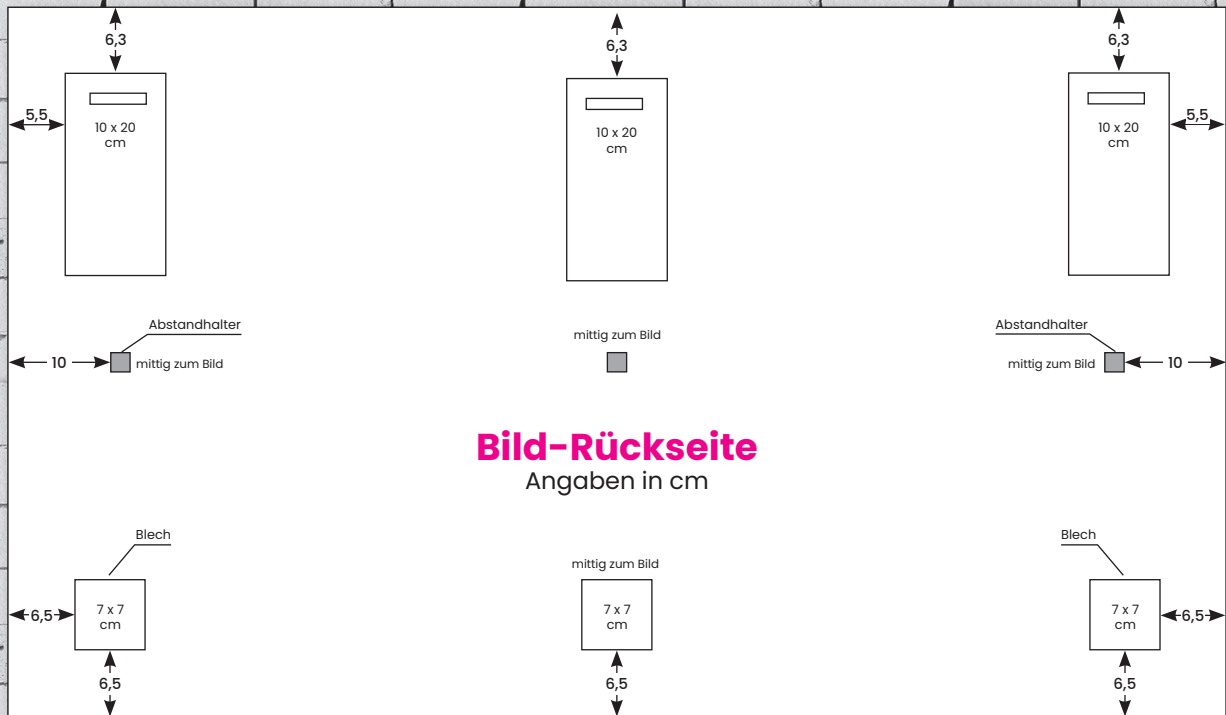 6,3
6,3
6,3
5,5
5,5
10 x 20
cm
10 x 20
cm
10 x 20
cm
Abstandhalter
mittig zum Bild
Abstandhalter
10
mittig zum Bild
mittig zum Bild
10
Bild-Rückseite
Angaben in cm
Blech
mittig zum Bild
Blech
6,5
7 x 7
cm
7 x 7
cm
7 x 7
cm
6,5
6,5
6,5
6,5